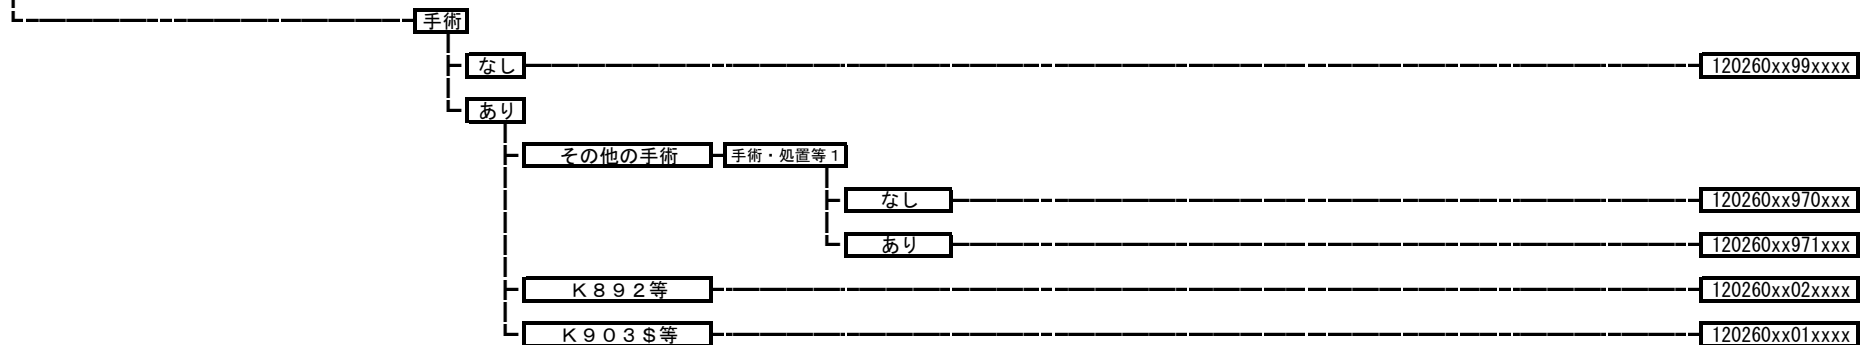 手術
なし 120260xx99xxxx
あり
その他の手術 手術・処置等１
なし 120260xx970xxx
あり 120260xx971xxx
Ｋ８９２等 120260xx02xxxx
Ｋ９０３＄等 120260xx01xxxx